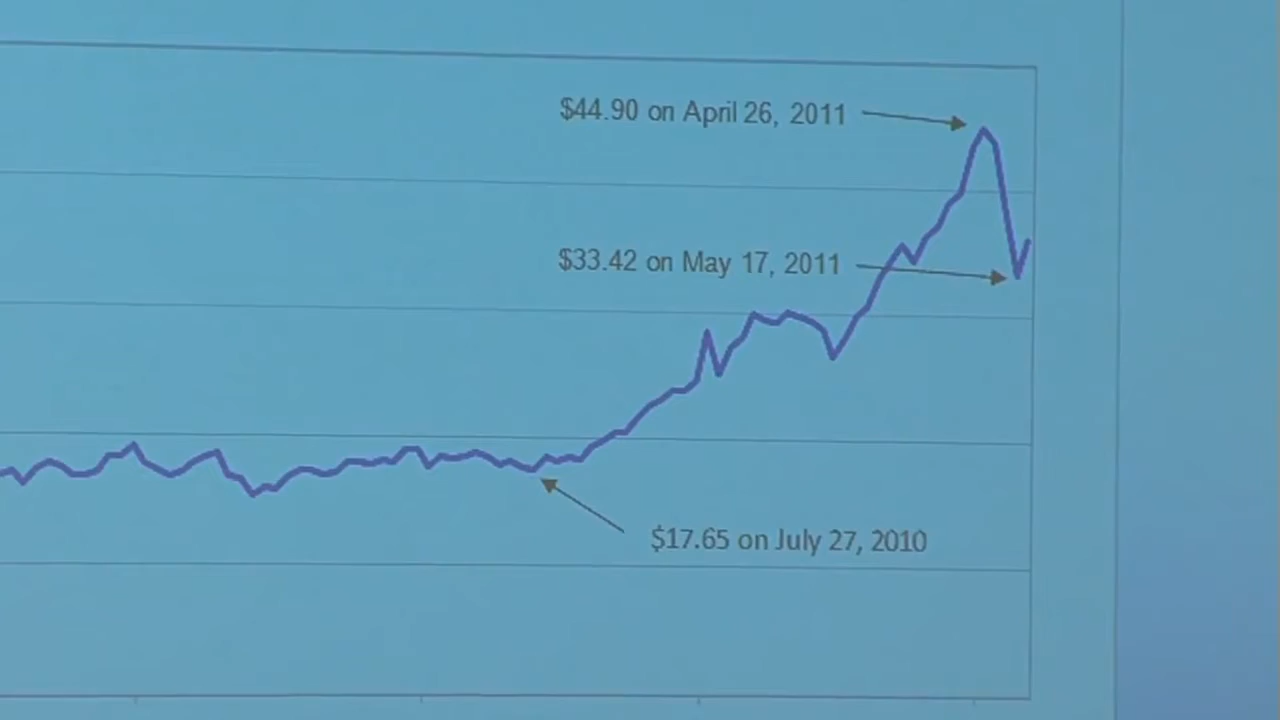 $44.90 on April 26, 2011
$33.42 on May 17, 2011
$17.65 on July 27, 2010